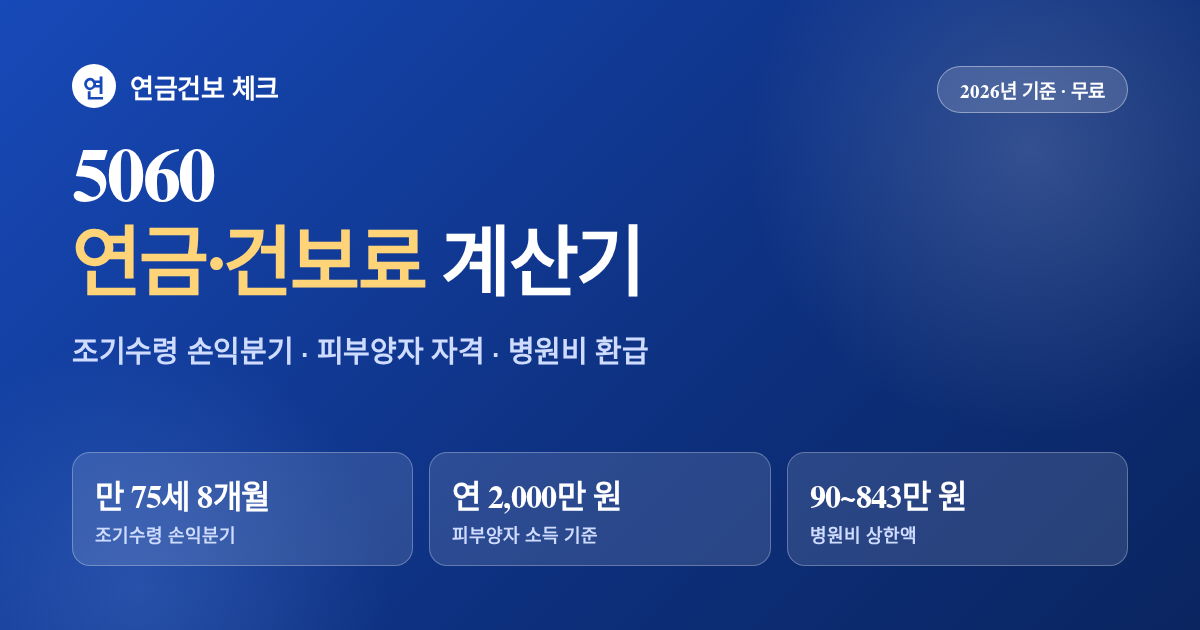 연 연금건보 체크
2026년 기준 · 무료
5060
연금·건보료 계산기
조기수령 손익분기 · 피부양자 자격 · 병원비 환급
만 75세 8개월
조기수령 손익분기
연 2,000만 원
피부양자 소득 기준
90~843만 원
병원비 상한액